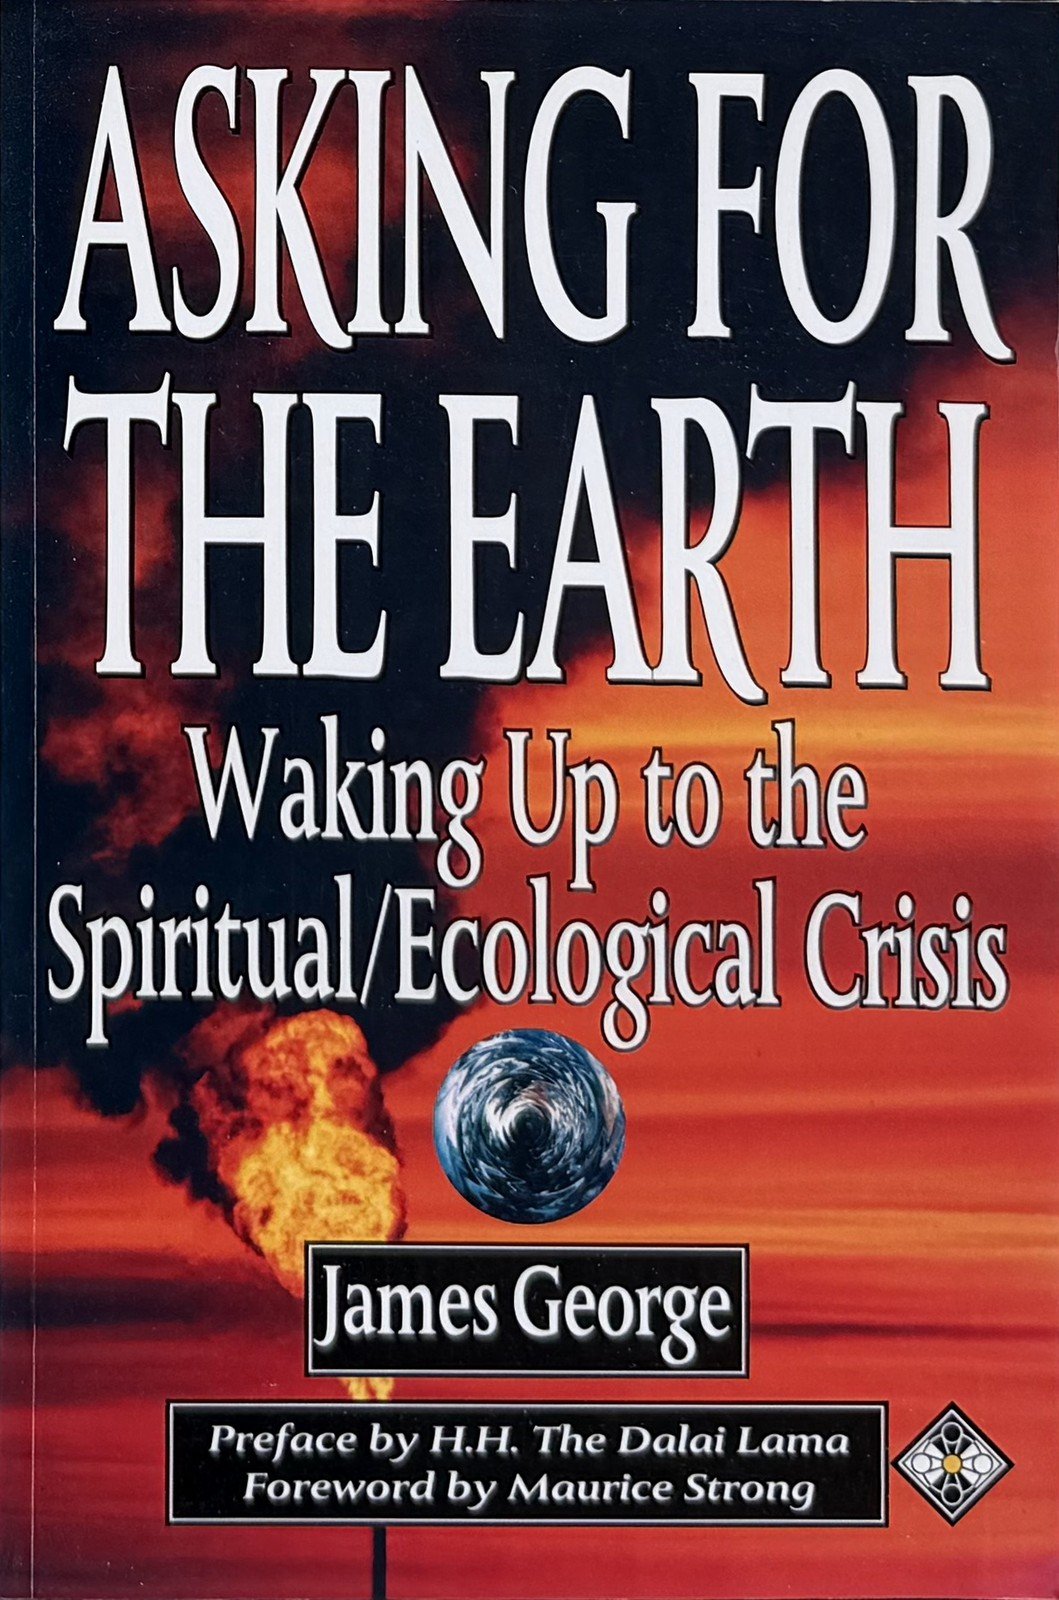 ASKING FOR
THE EARTH
Waking Up to the
Spiritual/Ecological Crisis
James George
Preface by H.H. The Dalai Lama
Foreword by Maurice Strong